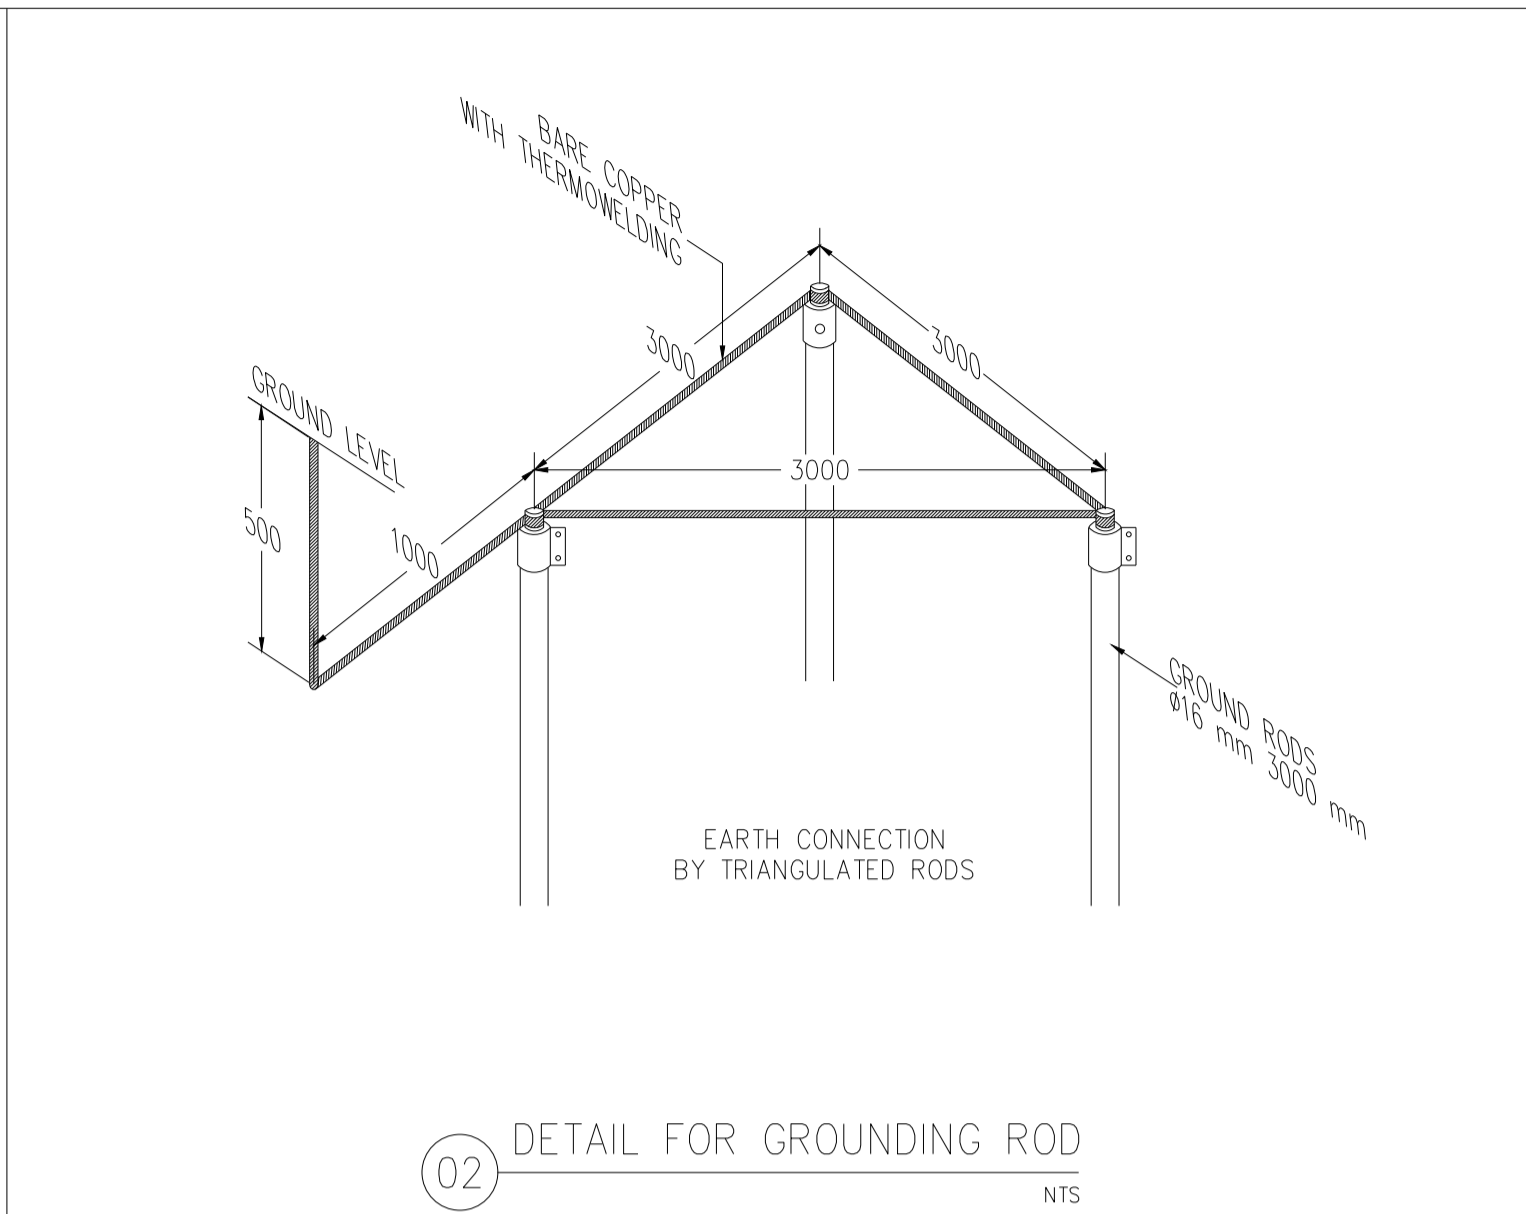 BARE COPPER
WITH THERMOWELDING
3000
3000
GROUND LEVEL
3000
500
1000
GROUND RODS
Ø16 mm 3000 mm
EARTH CONNECTION
BY TRIANGULATED RODS
02
DETAIL FOR GROUNDING ROD
NTS